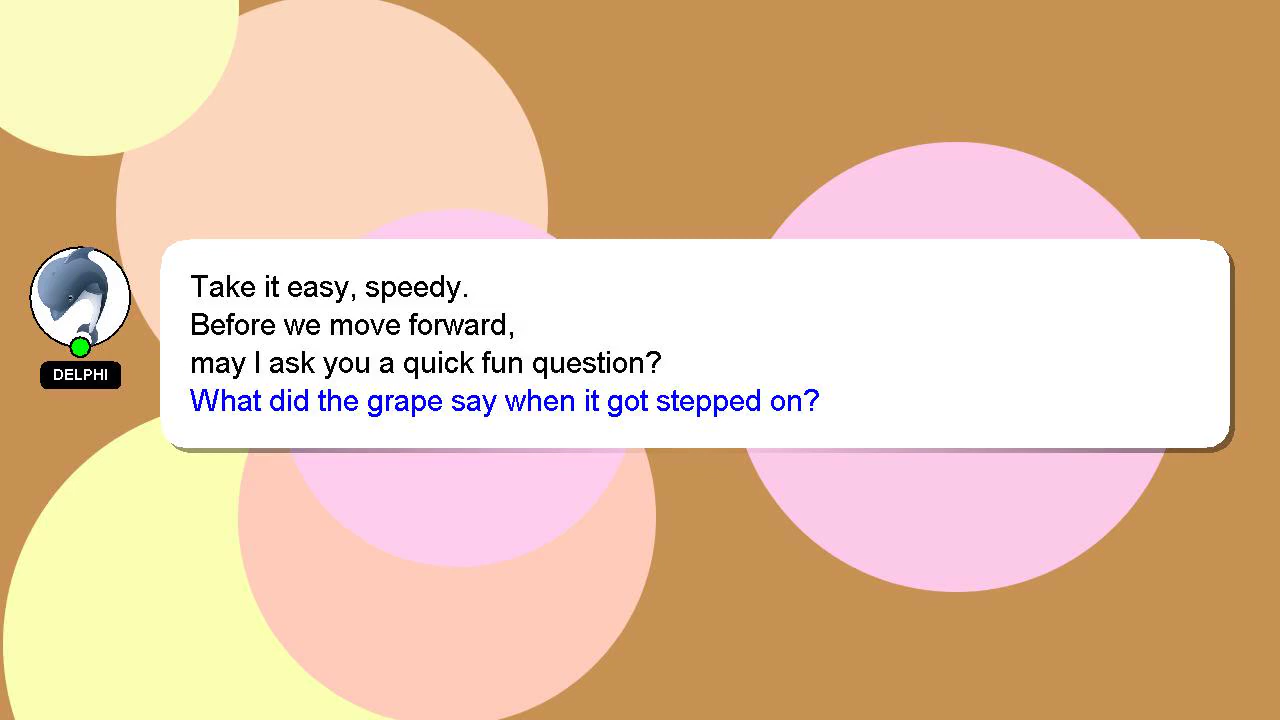 Take it easy, speedy.
Before we move forward,
may I ask you a quick fun question?
What did the grape say when it got stepped on?
DELPHI